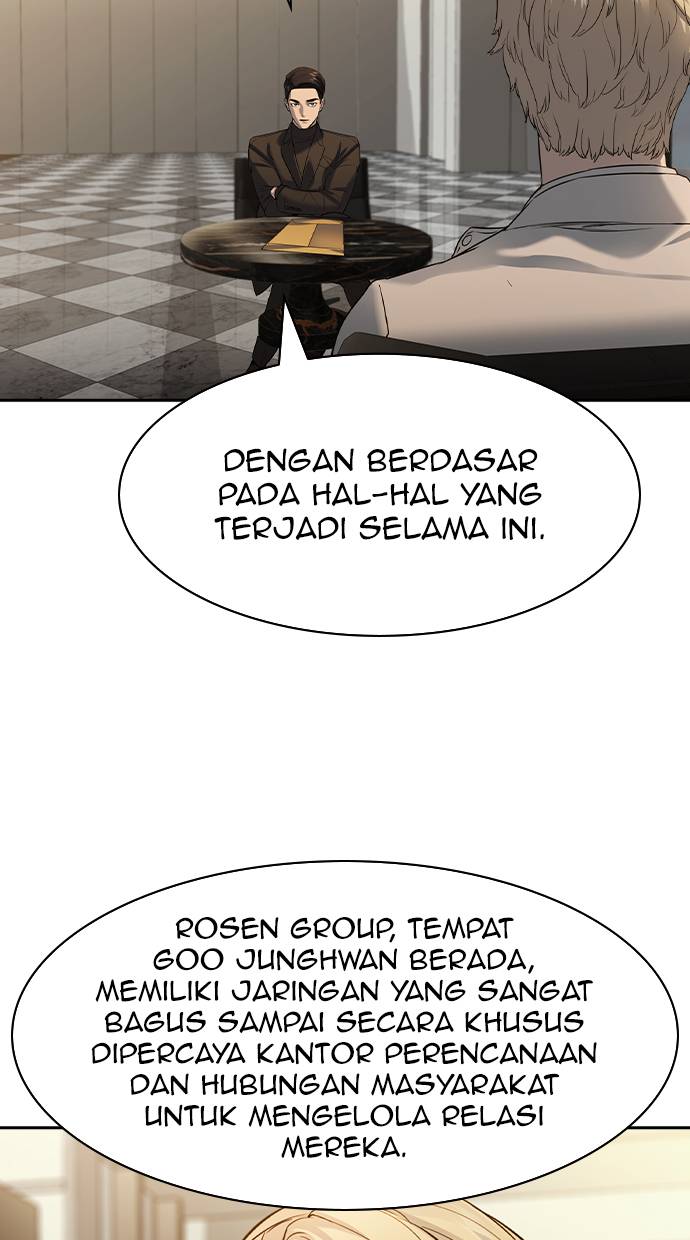 DENGAN BERDASAR
PADA HAL-HAL YANG
TERJADI SELAMA INI.
ROSEN GROUP, TEMPAT
GOO JUNGHWAN BERADA,
MEMILIKI JARINGAN YANG SANGAT
BAGUS SAMPAI SECARA KHUSUS
DIPERCAYA KANTOR PERENCANAAN
DAN HUBUNGAN MASYARAKAT
UNTUK MENGELOLA RELASI
MEREKA.